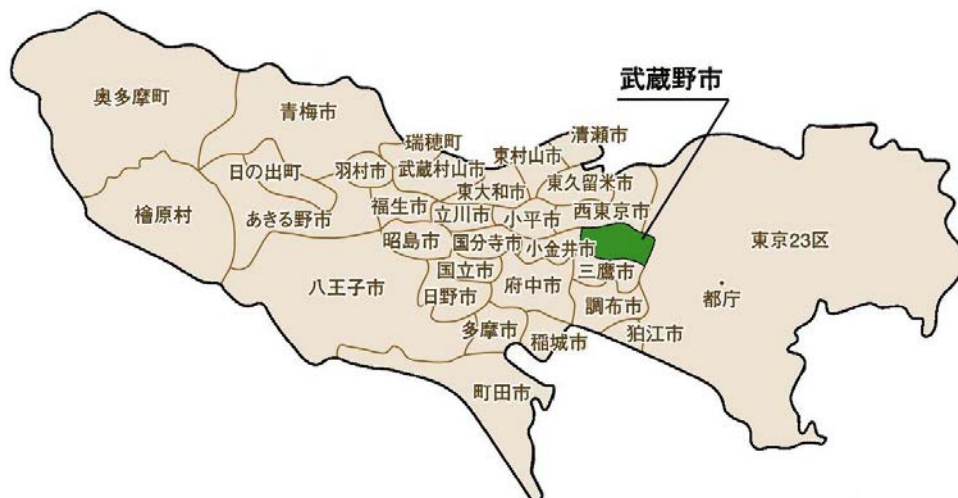 武蔵野市
奥多摩町
青梅市
清瀬市
瑞穂町
東村山市
日の出町
羽村市
武蔵村山市
東久留米市
東大和市
檜原村
あきる野市
福生市
立川市
小平市
西東京市
昭島市
国分寺市
小金井市
東京23区
国立市
三鷹市
八王子市
日野市
府中市
都庁
調布市
多摩市
稲城市
狛江市
町田市